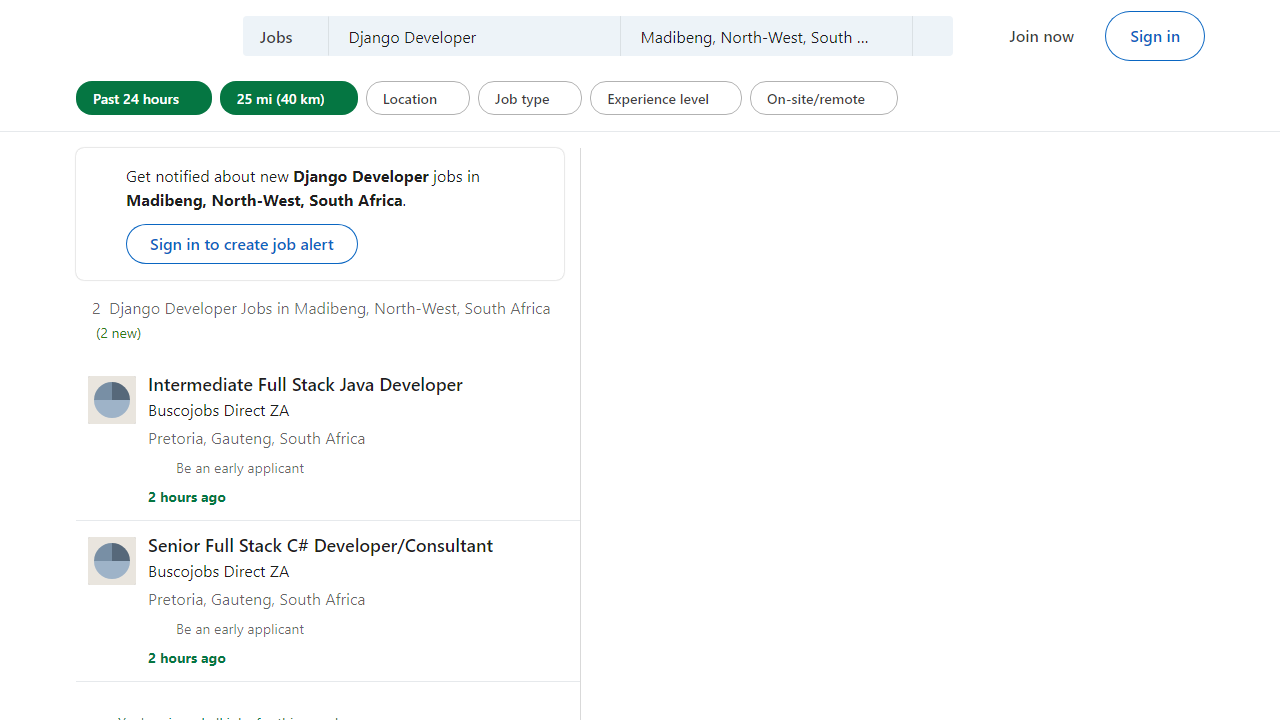 Jobs Django Developer Madibeng, North-West, South ... Join now Sign in
Past 24 hours 25 mi (40 km) Location Job type Experience level On-site/remote
Get notified about new Django Developer jobs in
Madibeng, North-West, South Africa.
Sign in to create job alert
2 Django Developer Jobs in Madibeng, North-West, South Africa
(2 new)
Intermediate Full Stack Java Developer
Buscojobs Direct ZA
Pretoria, Gauteng, South Africa
Be an early applicant
2 hours ago
Senior Full Stack C# Developer/Consultant
Buscojobs Direct ZA
Pretoria, Gauteng, South Africa
Be an early applicant
2 hours ago